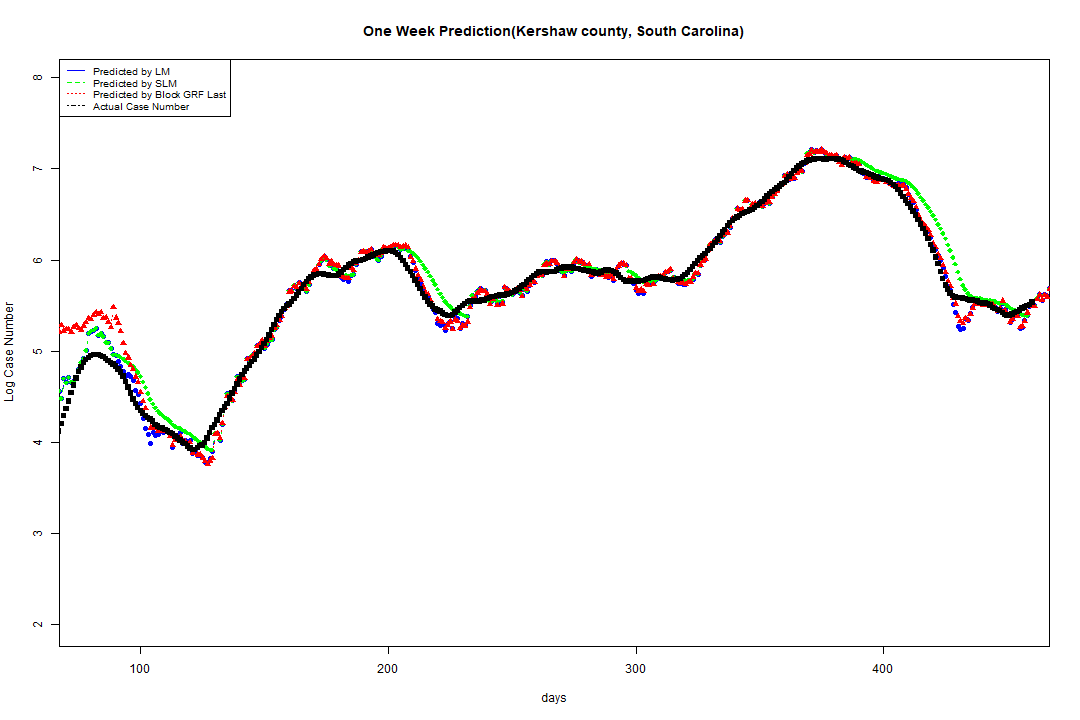 One Week Prediction(Kershaw county, South Carolina)
Predicted by LM
Predicted by SLM
Predicted by Block GRF Last
Actual Case Number
8
7
6
5
4
3
2
Log Case Number
100 200 300 400
days